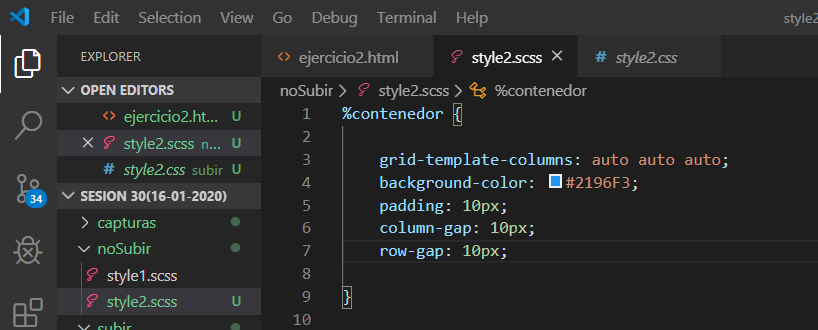 File Edit Selection View Go Debug Terminal Help style2
EXPLORER
OPEN EDITORS
ejercicio2.ht... U
style2.scss n... U
style2.css subir U
SESION 30(16-01-2020)
capturas
noSubir
style1.scss
style2.scss U
subir
34
ejercicio2.html style2.scss style2.css
noSubir > style2.scss > %contenedor
1 %contenedor {
2
3 grid-template-columns: auto auto auto;
4 background-color: #2196F3;
5 padding: 10px;
6 column-gap: 10px;
7 row-gap: 10px;
8
9 }
10